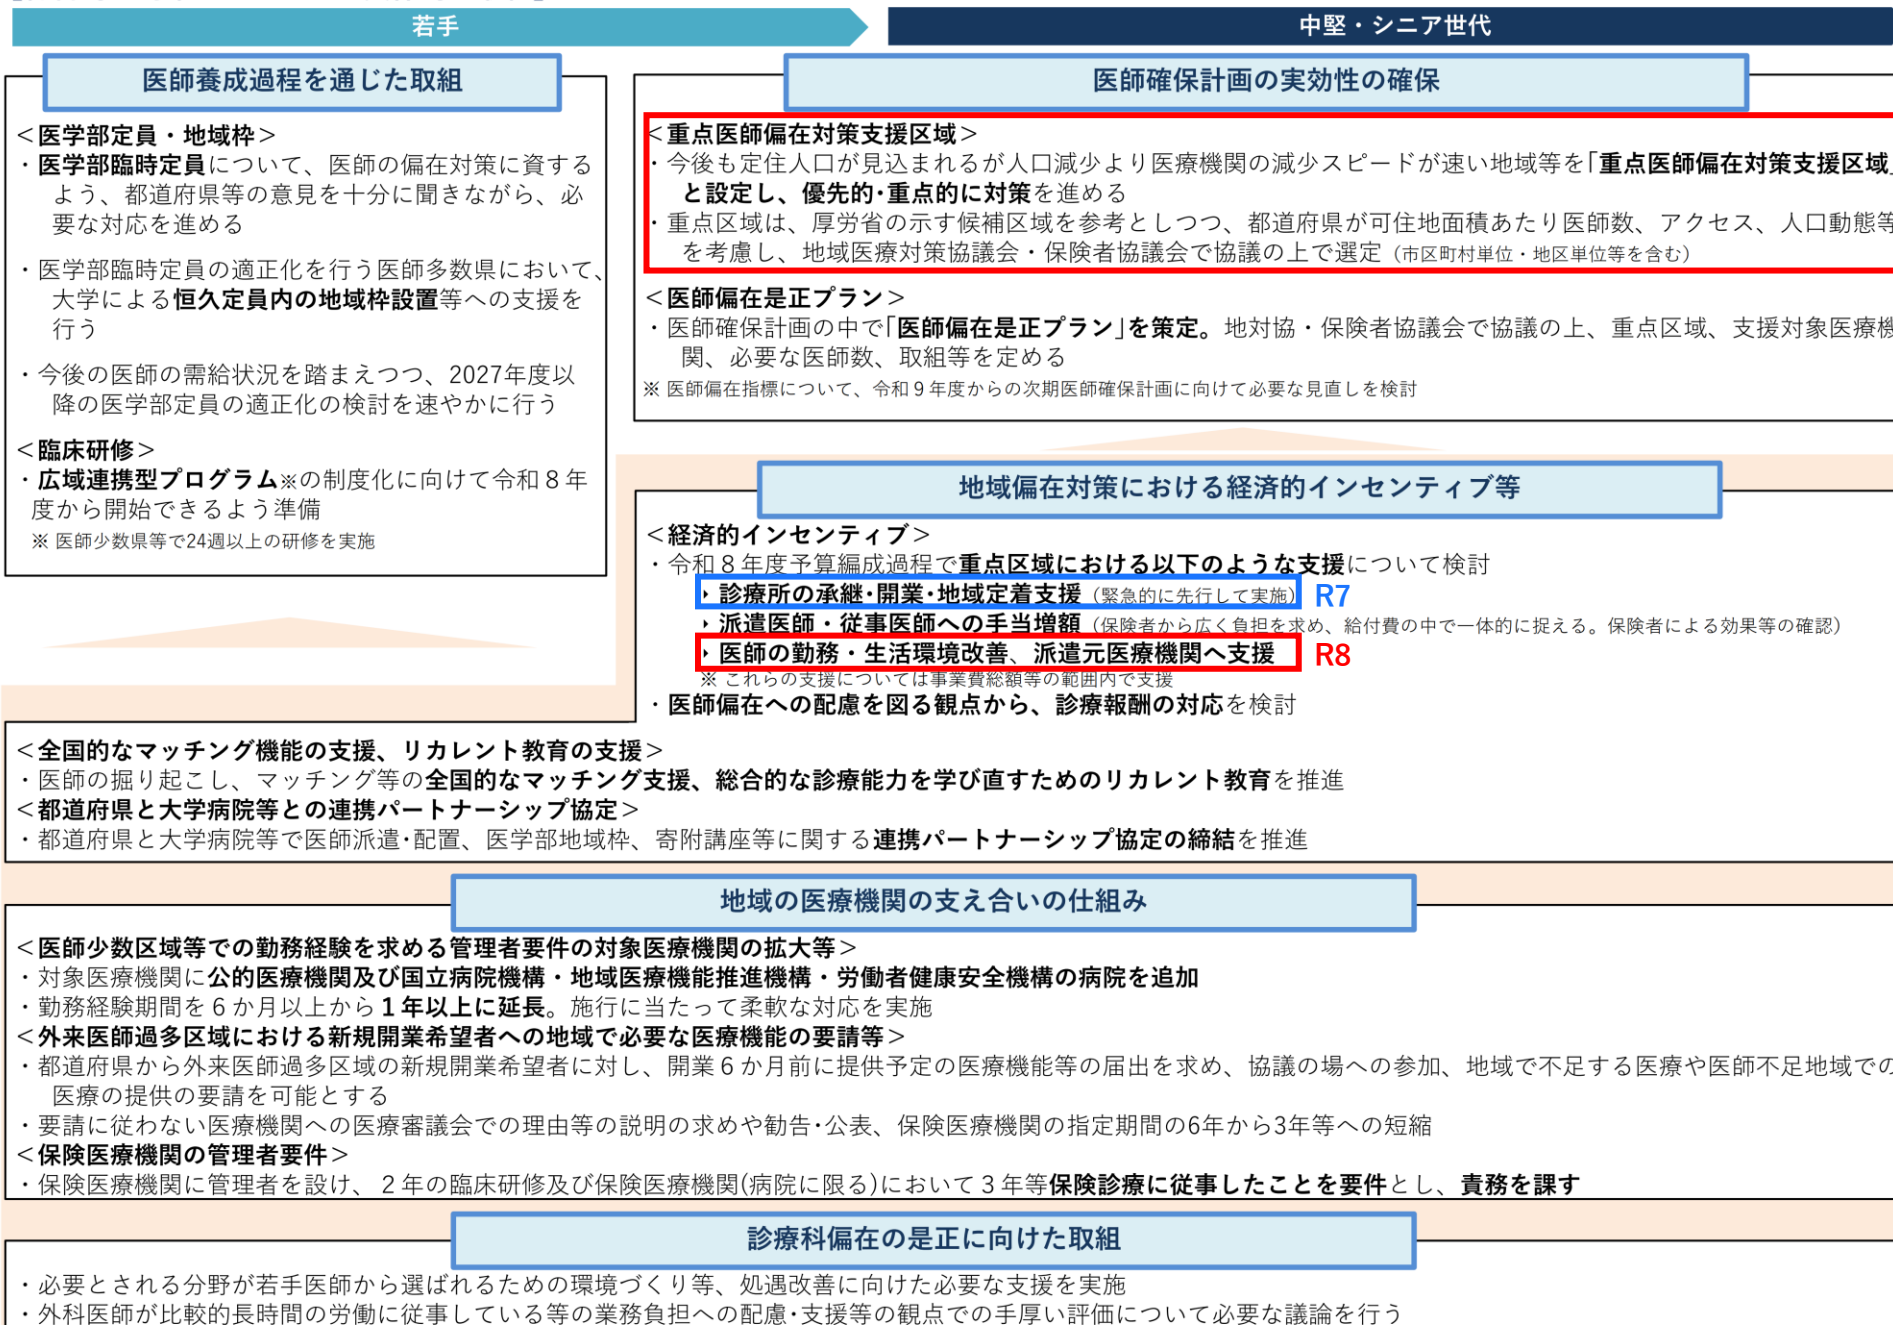 若手
中堅・シニア世代
医師養成過程を通じた取組
＜医学部定員・地域枠＞
・医学部臨時定員について、医師の偏在対策に資する
よう、都道府県等の意見を十分に聞きながら、必
要な対応を進める
・医学部臨時定員の適正化を行う医師多数県において、
大学による恒久定員内の地域枠設置等への支援を
行う
・今後の医師の需給状況を踏まえつつ、2027年度以
降の医学部定員の適正化の検討を速やかに行う
＜臨床研修＞
・広域連携型プログラム※の制度化に向けて令和８年
度から開始できるよう準備
※ 医師少数県等で24週以上の研修を実施
医師確保計画の実効性の確保
＜重点医師偏在対策支援区域＞
・今後も定住人口が見込まれるが人口減少より医療機関の減少スピードが速い地域等を「重点医師偏在対策支援区域」
と設定し、優先的・重点的に対策を進める
・重点区域は、厚労省の示す候補区域を参考としつつ、都道府県が可住地面積あたり医師数、アクセス、人口動態等
を考慮し、地域医療対策協議会・保険者協議会で協議の上で選定（市区町村単位・地区単位等を含む）
＜医師偏在是正プラン＞
・医師確保計画の中で「医師偏在是正プラン」を策定。地対協・保険者協議会で協議の上、重点区域、支援対象医療機
関、必要な医師数、取組等を定める
※ 医師偏在指標について、令和９年度からの次期医師確保計画に向けて必要な見直しを検討
地域偏在対策における経済的インセンティブ等
＜経済的インセンティブ＞
・令和８年度予算編成過程で重点区域における以下のような支援について検討
‣ 診療所の承継・開業・地域定着支援（緊急的に先行して実施） R7
‣ 派遣医師・従事医師への手当増額（保険者から広く負担を求め、給付費の中で一体的に捉える。保険者による効果等の確認）
‣ 医師の勤務・生活環境改善、派遣元医療機関へ支援 R8
※ これらの支援については事業費総額等の範囲内で支援
・医師偏在への配慮を図る観点から、診療報酬の対応を検討
＜全国的なマッチング機能の支援、リカレント教育の支援＞
・医師の掘り起こし、マッチング等の全国的なマッチング支援、総合的な診療能力を学び直すためのリカレント教育を推進
＜都道府県と大学病院等との連携パートナーシップ協定＞
・都道府県と大学病院等で医師派遣・配置、医学部地域枠、寄附講座等に関する連携パートナーシップ協定の締結を推進
地域の医療機関の支え合いの仕組み
＜医師少数区域等での勤務経験を求める管理者要件の対象医療機関の拡大等＞
・対象医療機関に公的医療機関及び国立病院機構・地域医療機能推進機構・労働者健康安全機構の病院を追加
・勤務経験期間を６か月以上から１年以上に延長。施行に当たって柔軟な対応を実施
＜外来医師過多区域における新規開業希望者への地域で必要な医療機能の要請等＞
・都道府県から外来医師過多区域の新規開業希望者に対し、開業６か月前に提供予定の医療機能等の届出を求め、協議の場への参加、地域で不足する医療や医師不足地域での
医療の提供の要請を可能とする
・要請に従わない医療機関への医療審議会での理由等の説明の求めや勧告・公表、保険医療機関の指定期間の6年から3年等への短縮
＜保険医療機関の管理者要件＞
・保険医療機関に管理者を設け、２年の臨床研修及び保険医療機関(病院に限る)において３年等保険診療に従事したことを要件とし、責務を課す
診療科偏在の是正に向けた取組
・必要とされる分野が若手医師から選ばれるための環境づくり等、処遇改善に向けた必要な支援を実施
・外科医師が比較的長時間の労働に従事している等の業務負担への配慮・支援等の観点での手厚い評価について必要な議論を行う